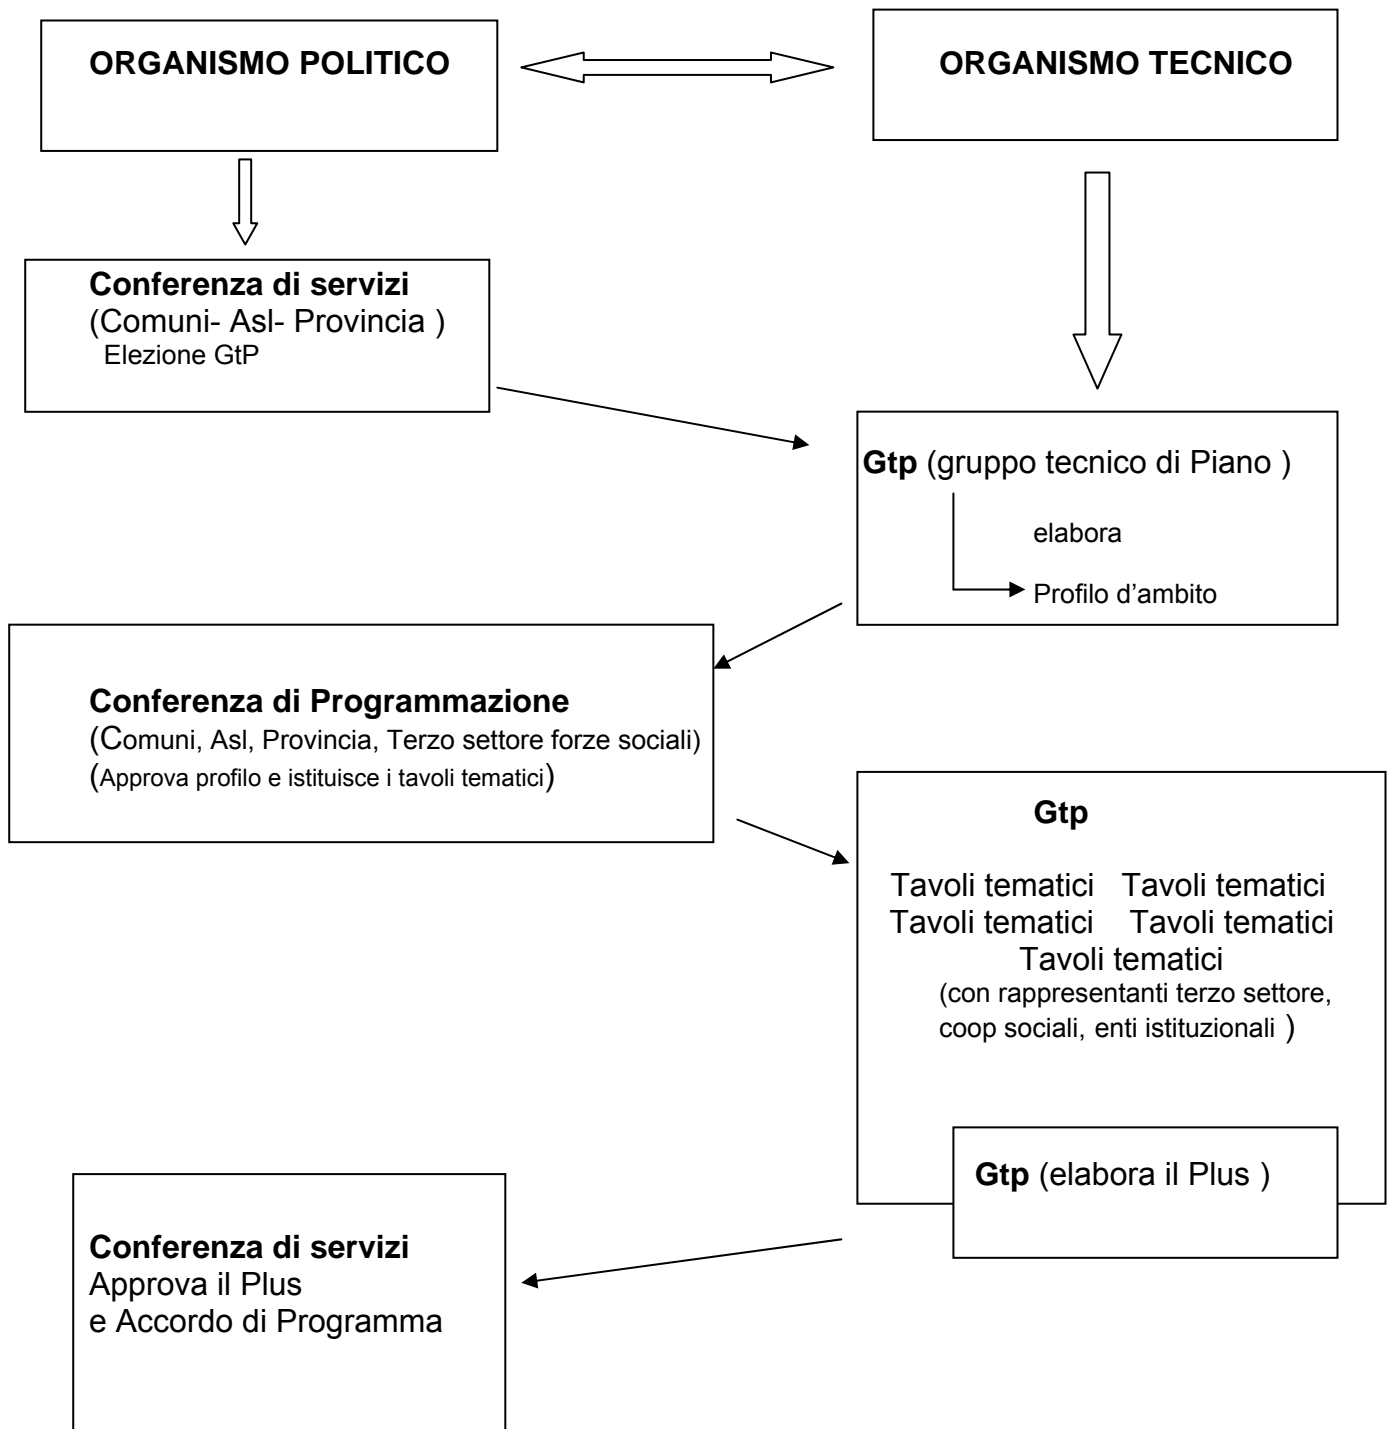 ORGANISMO POLITICO
ORGANISMO TECNICO
Conferenza di servizi
(Comuni- Asl- Provincia )
Elezione GtP
Gtp (gruppo tecnico di Piano )
elabora
Profilo d’ambito
Conferenza di Programmazione
(Comuni, Asl, Provincia, Terzo settore forze sociali)
(Approva profilo e istituisce i tavoli tematici)
Gtp
Tavoli tematici Tavoli tematici
Tavoli tematici Tavoli tematici
Tavoli tematici
(con rappresentanti terzo settore,
coop sociali, enti istituzionali )
Gtp (elabora il Plus )
Conferenza di servizi
Approva il Plus
e Accordo di Programma